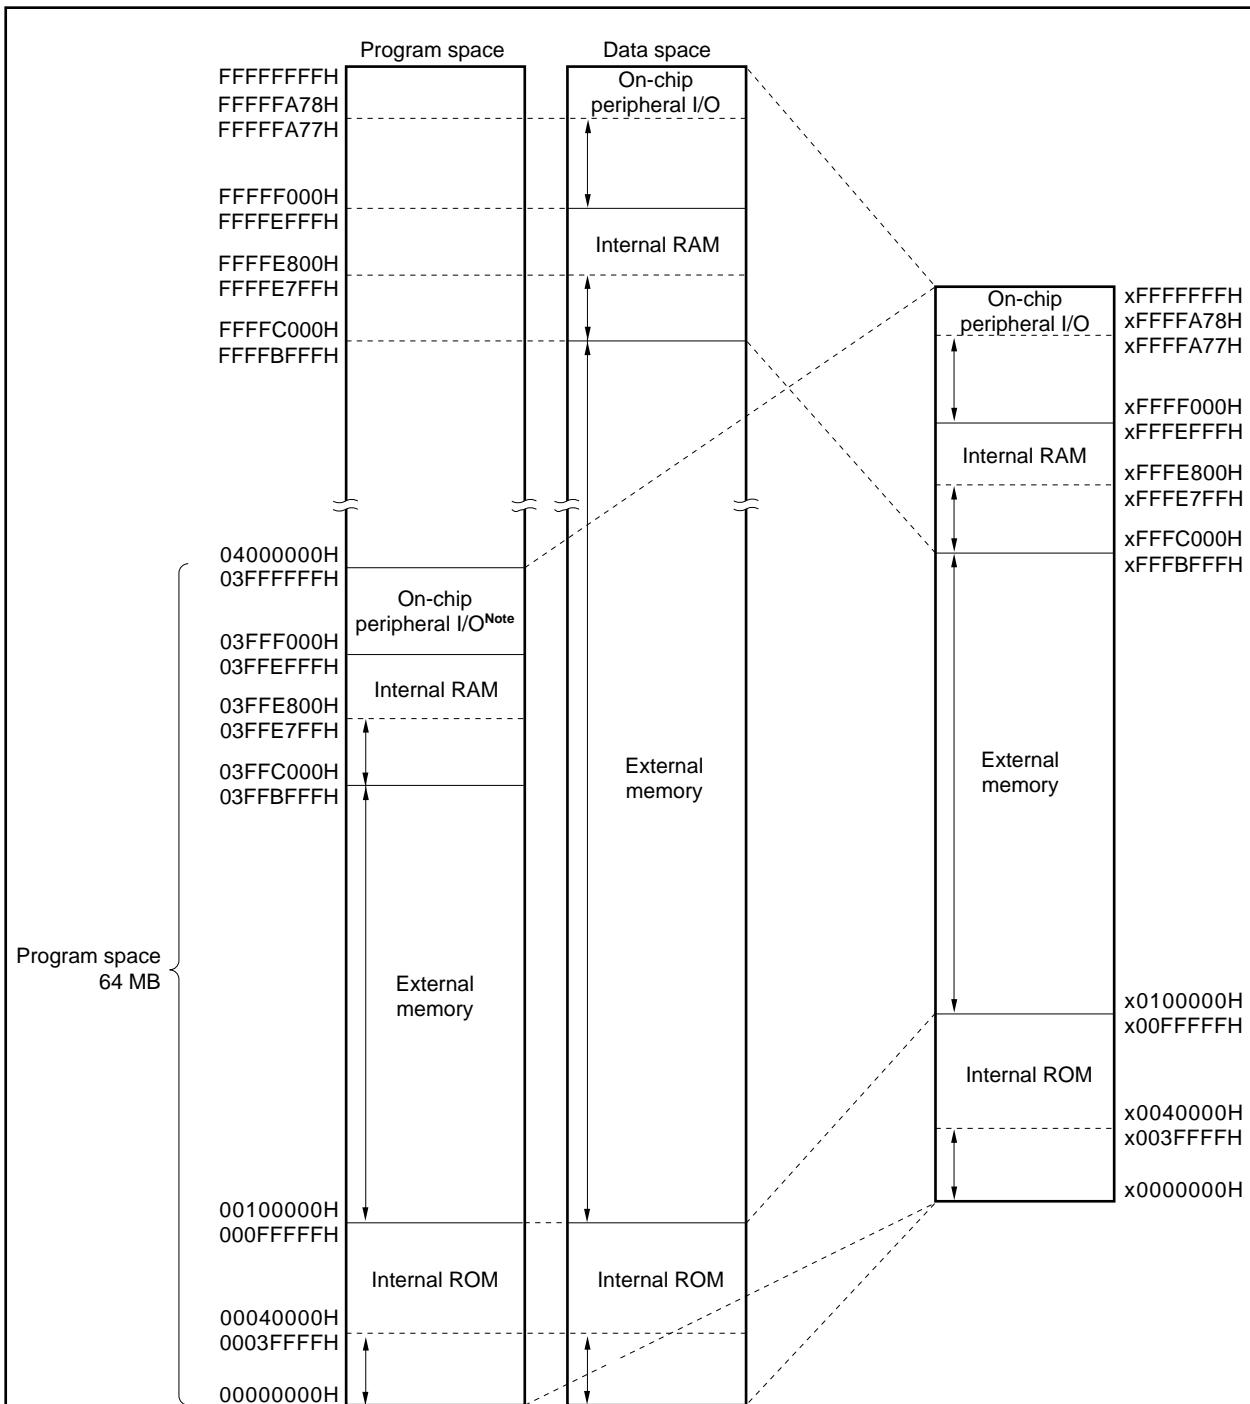 Program space
Data space
FFFFFFFFH
FFFFFA78H
FFFFFA77H
FFFFF000H
FFFFEFFFH
FFFFE800H
FFFFE7FFH
FFFFC000H
FFFFBFFFH
04000000H
03FFFFFFH
03FFF000H
03FFEFFFH
03FFE800H
03FFE7FFH
03FFC000H
03FFBFFFH
Program space
64 MB
00100000H
000FFFFFH
00040000H
0003FFFFH
00000000H
On-chip
peripheral I/ONote
Internal RAM
External
memory
Internal ROM
On-chip
peripheral I/O
Internal RAM
External
memory
Internal ROM
On-chip
peripheral I/O
Internal RAM
External
memory
Internal ROM
xFFFFFFFH
xFFFFA78H
xFFFFA77H
xFFFF000H
xFFFEFFFH
xFFFE800H
xFFFE7FFH
xFFFC000H
xFFFBFFFH
x0100000H
x00FFFFFH
x0040000H
x003FFFFH
x0000000H